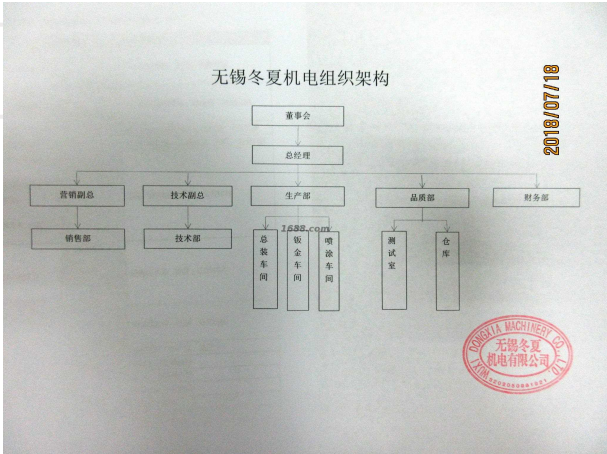 无锡冬夏机电组织架构
2018/07/18
董事会
总经理
营销副总
技术副总
生产部
品质部
财务部
销售部
技术部
1688.com
总装车间
钣金车间
喷涂车间
测试室
仓库
WUXI DONGXIA MACHINERY CO., LTD
无锡冬夏
机电有限公司